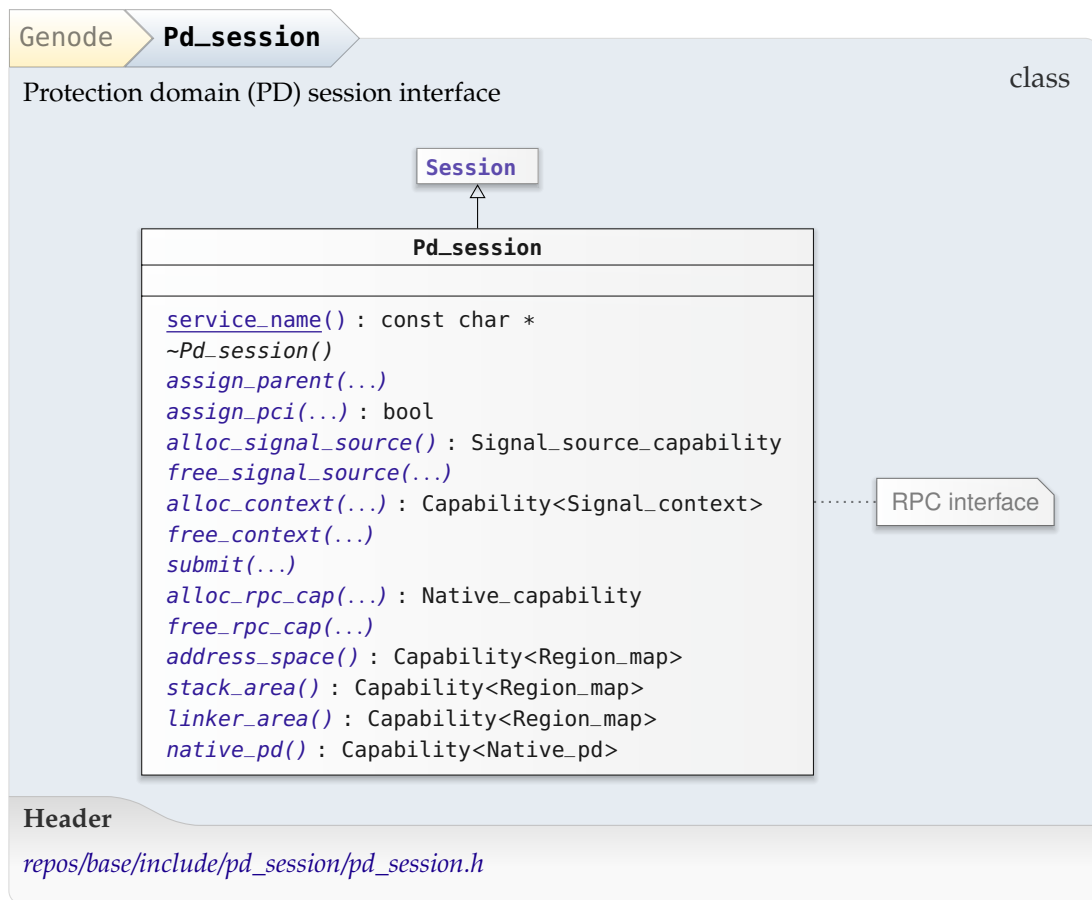 Genode Pd_session
class
Protection domain (PD) session interface
Session
Pd_session
service_name() : const char *
~Pd_session()
assign_parent(...)
assign_pci(...) : bool
alloc_signal_source() : Signal_source_capability
free_signal_source(...)
alloc_context(...) : Capability<Signal_context>
RPC interface
free_context(...)
submit(...)
alloc_rpc_cap(...) : Native_capability
free_rpc_cap(...)
address_space() : Capability<Region_map>
stack_area() : Capability<Region_map>
linker_area() : Capability<Region_map>
native_pd() : Capability<Native_pd>
Header
repos/base/include/pd_session/pd_session.h